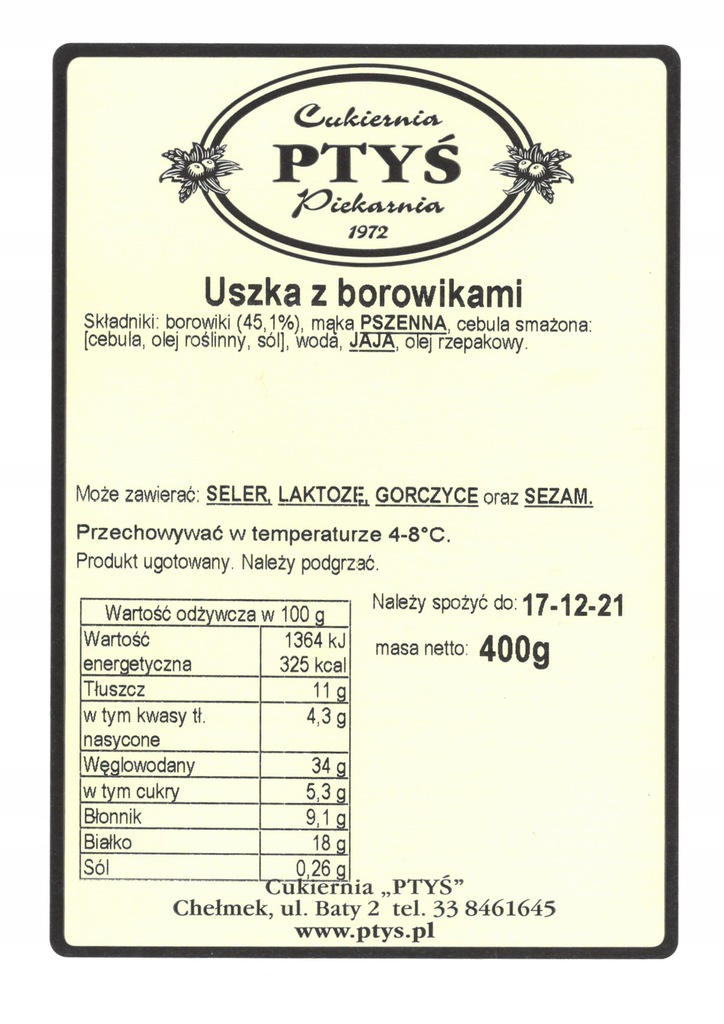 Cukiernia
PTYŚ
Piekarnia
1972
Uszka z borowikami
Składniki: borowiki (45,1%), mąka PSZENNA, cebula smażona:
[cebula, olej roślinny, sól], woda, JAJA, olej rzepakowy.
Może zawierać: SELER, LAKTOZĘ, GORCZYCE oraz SEZAM.
Przechowywać w temperaturze 4-8°C.
Produkt ugotowany. Należy podgrzać.
Należy spożyć do: 17-12-21
masa netto: 400g
Wartość odżywcza w 100 g
Wartość 1364 kJ
energetyczna 325 kcal
Tłuszcz 11 g
w tym kwasy tł. 4,3 g
nasycone
Węglowodany 34 g
w tym cukry 5,3 g
Błonnik 9,1 g
Białko 18 g
Sól 0,26 g
Cukiernia „PTYŚ”
Chełmek, ul. Baty 2 tel. 33 8461645
www.ptys.pl